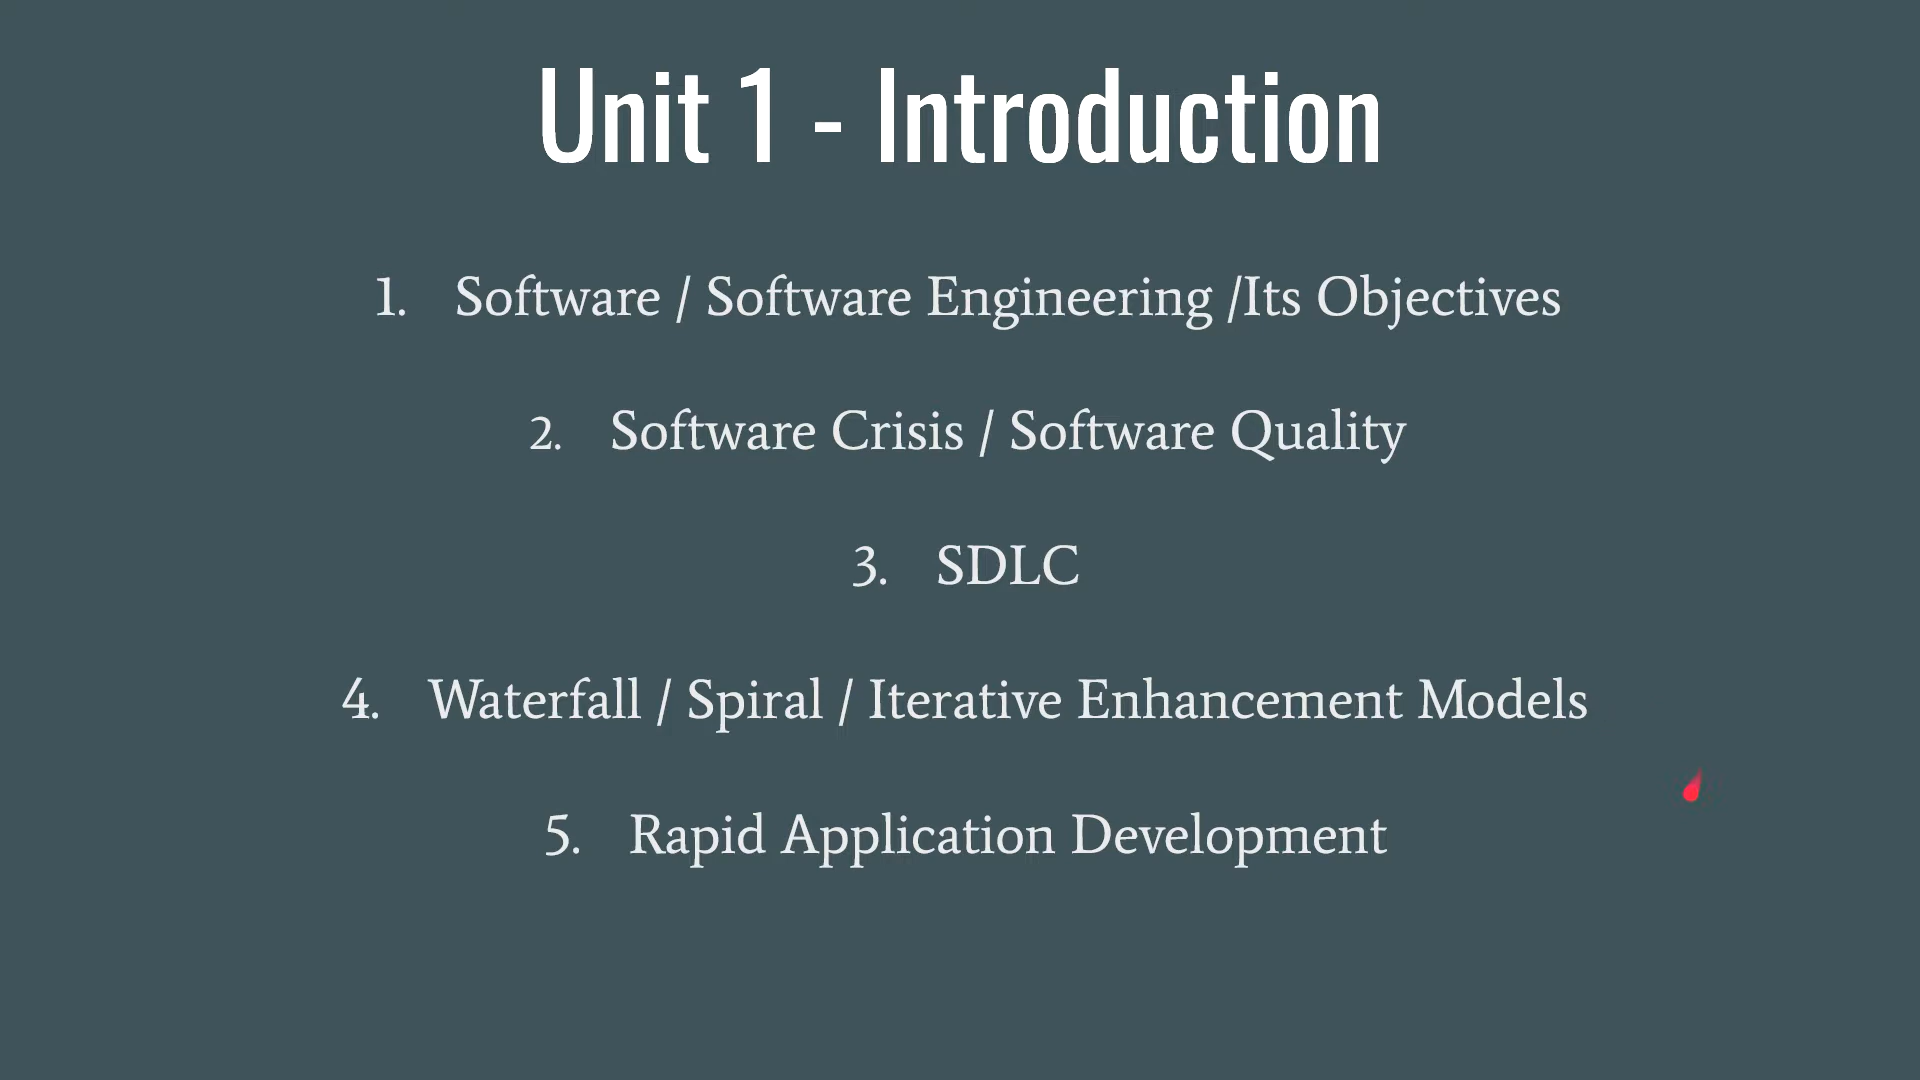 Unit 1 - Introduction
1. Software / Software Engineering /Its Objectives
2. Software Crisis / Software Quality
3. SDLC
4. Waterfall / Spiral / Iterative Enhancement Models
5. Rapid Application Development